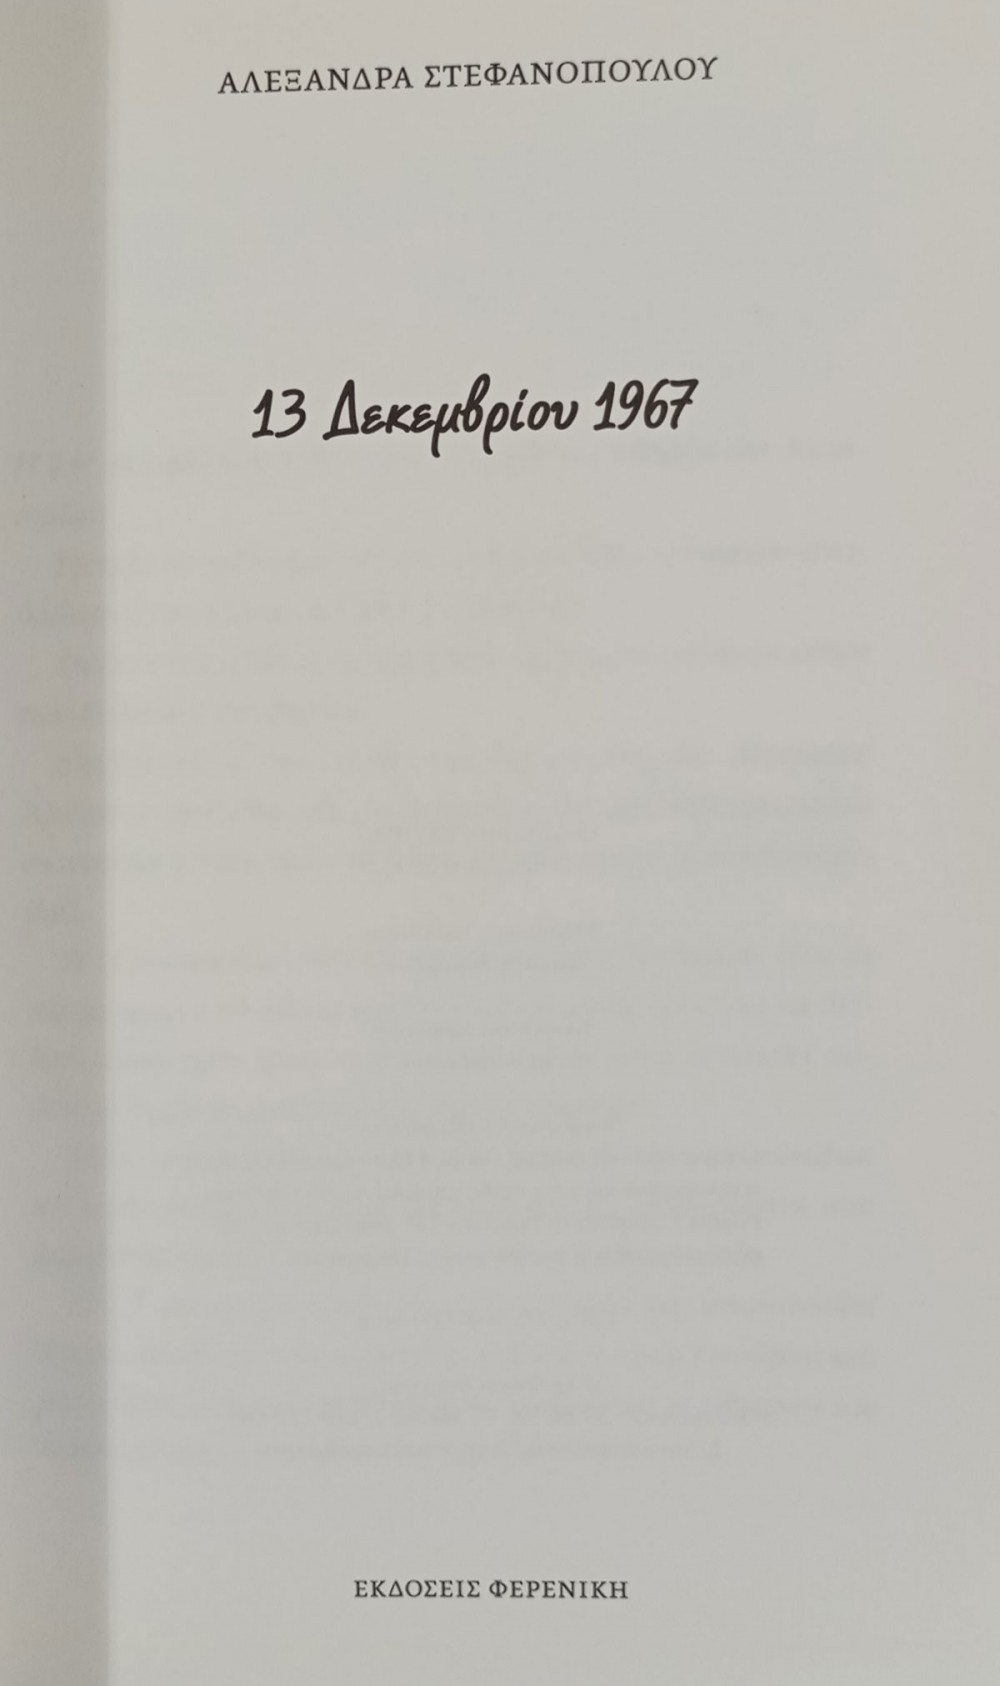 ΑΛΕΞΑΝΔΡΑ ΣΤΕΦΑΝΟΠΟΥΛΟΥ
13 Δεκεμβρίου 1967
ΕΚΔΟΣΕΙΣ ΦΕΡΕΝΙΚΗ